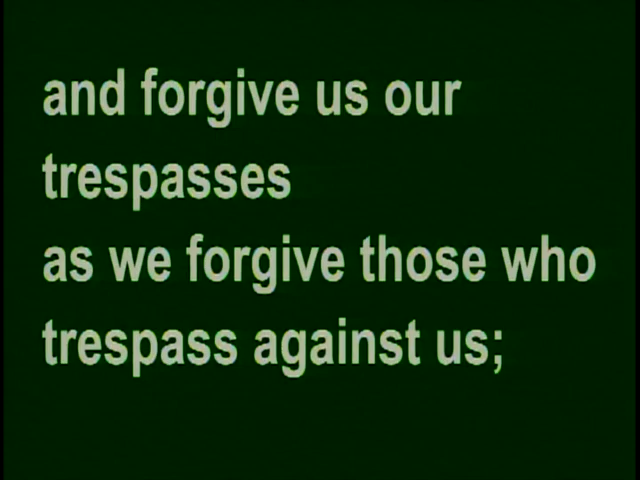 and forgive us our
trespasses
as we forgive those who
trespass against us;